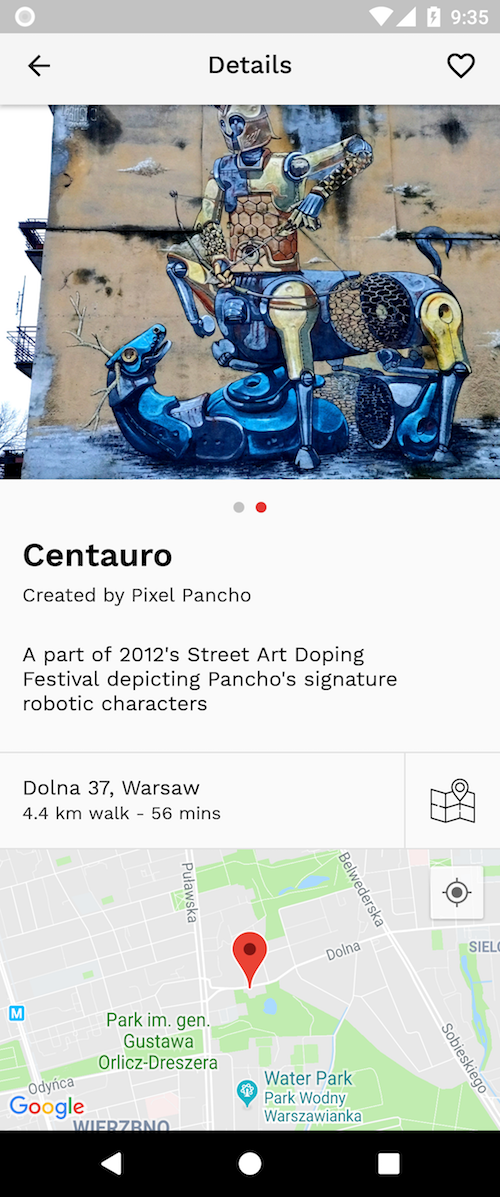 9:35
Details
Centauro
Created by Pixel Pancho
A part of 2012's Street Art Doping
Festival depicting Pancho's signature
robotic characters
Dolna 37, Warsaw
4.4 km walk - 56 mins
Puławska
Belwederska
Dolna
SIELC
M
Park im. gen.
Gustawa
Orlicz-Dreszera
Sobieskiego
Odyńca
Water Park
Park Wodny
Warszawianka
Google
WIERZBNO